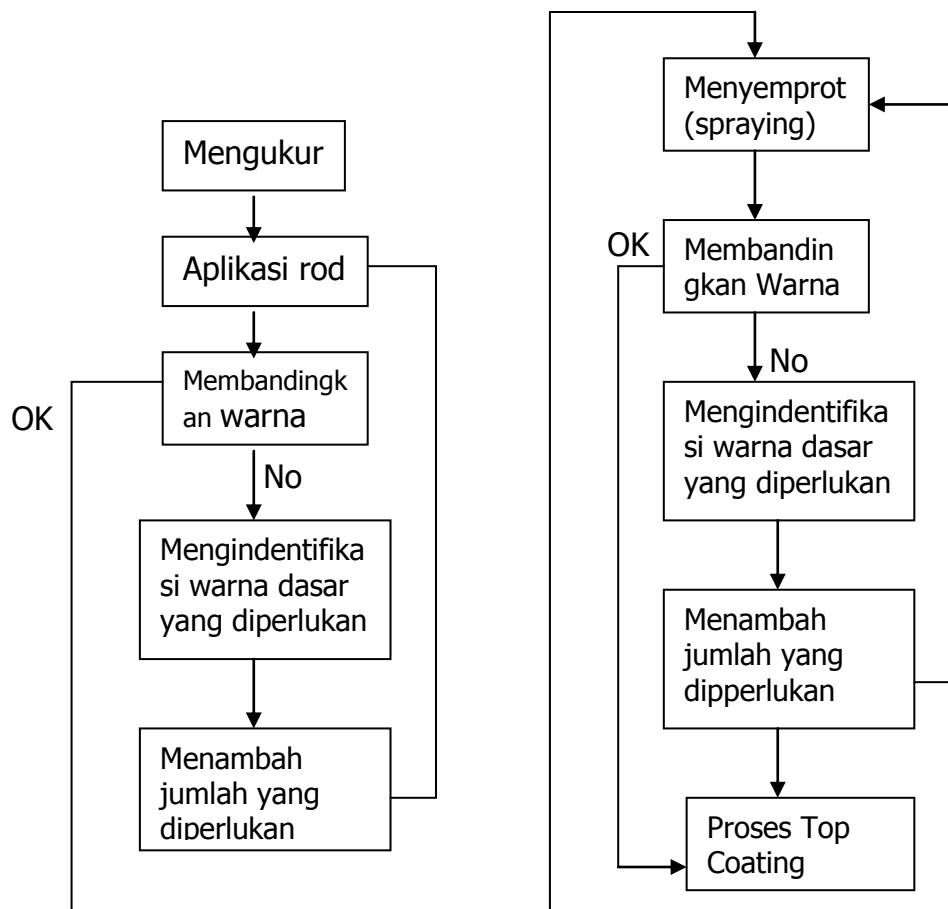 Mengukur
Aplikasi rod
Membandingk
an warna
OK
No
Mengindentifika
si warna dasar
yang diperlukan
Menambah
jumlah yang
diperlukan
Menyemprot
(spraying)
OK
Membandin
gkan Warna
No
Mengindentifika
si warna dasar
yang diperlukan
Menambah
jumlah yang
dipperlukan
Proses Top
Coating